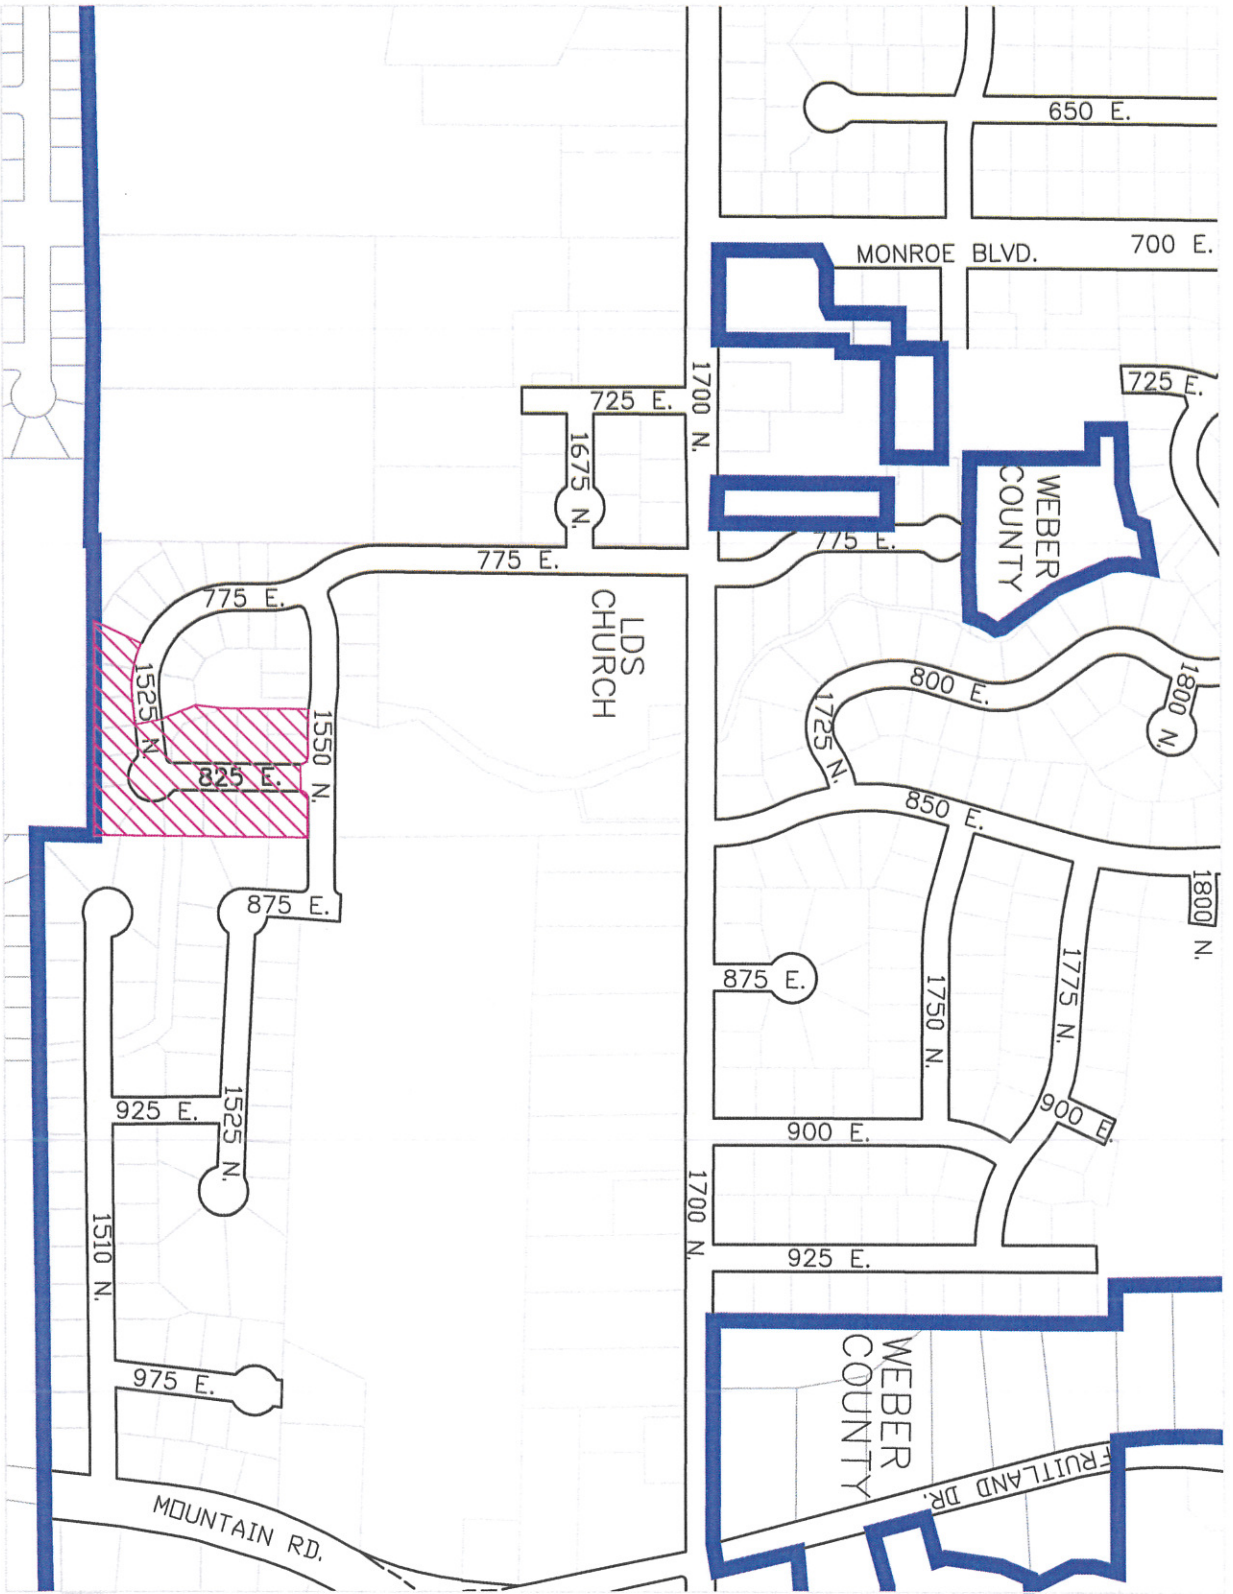 650 E.
700 E.
MONROE BLVD.
725 E.
1700 N.
725 E.
1675 N.
WEBER
COUNTY
775 E.
775 E.
775 E.
LDS
CHURCH
1525 N.
1550 N.
825 E.
800 E.
1800 N.
1725 N.
850 E.
875 E.
1800 N.
875 E.
1750 N.
1775 N.
925 E.
1525 N.
900 E.
900 E.
1700 N.
1510 N.
925 E.
975 E.
WEBER
COUNTY
FRUITLAND DR.
MOUNTAIN RD.